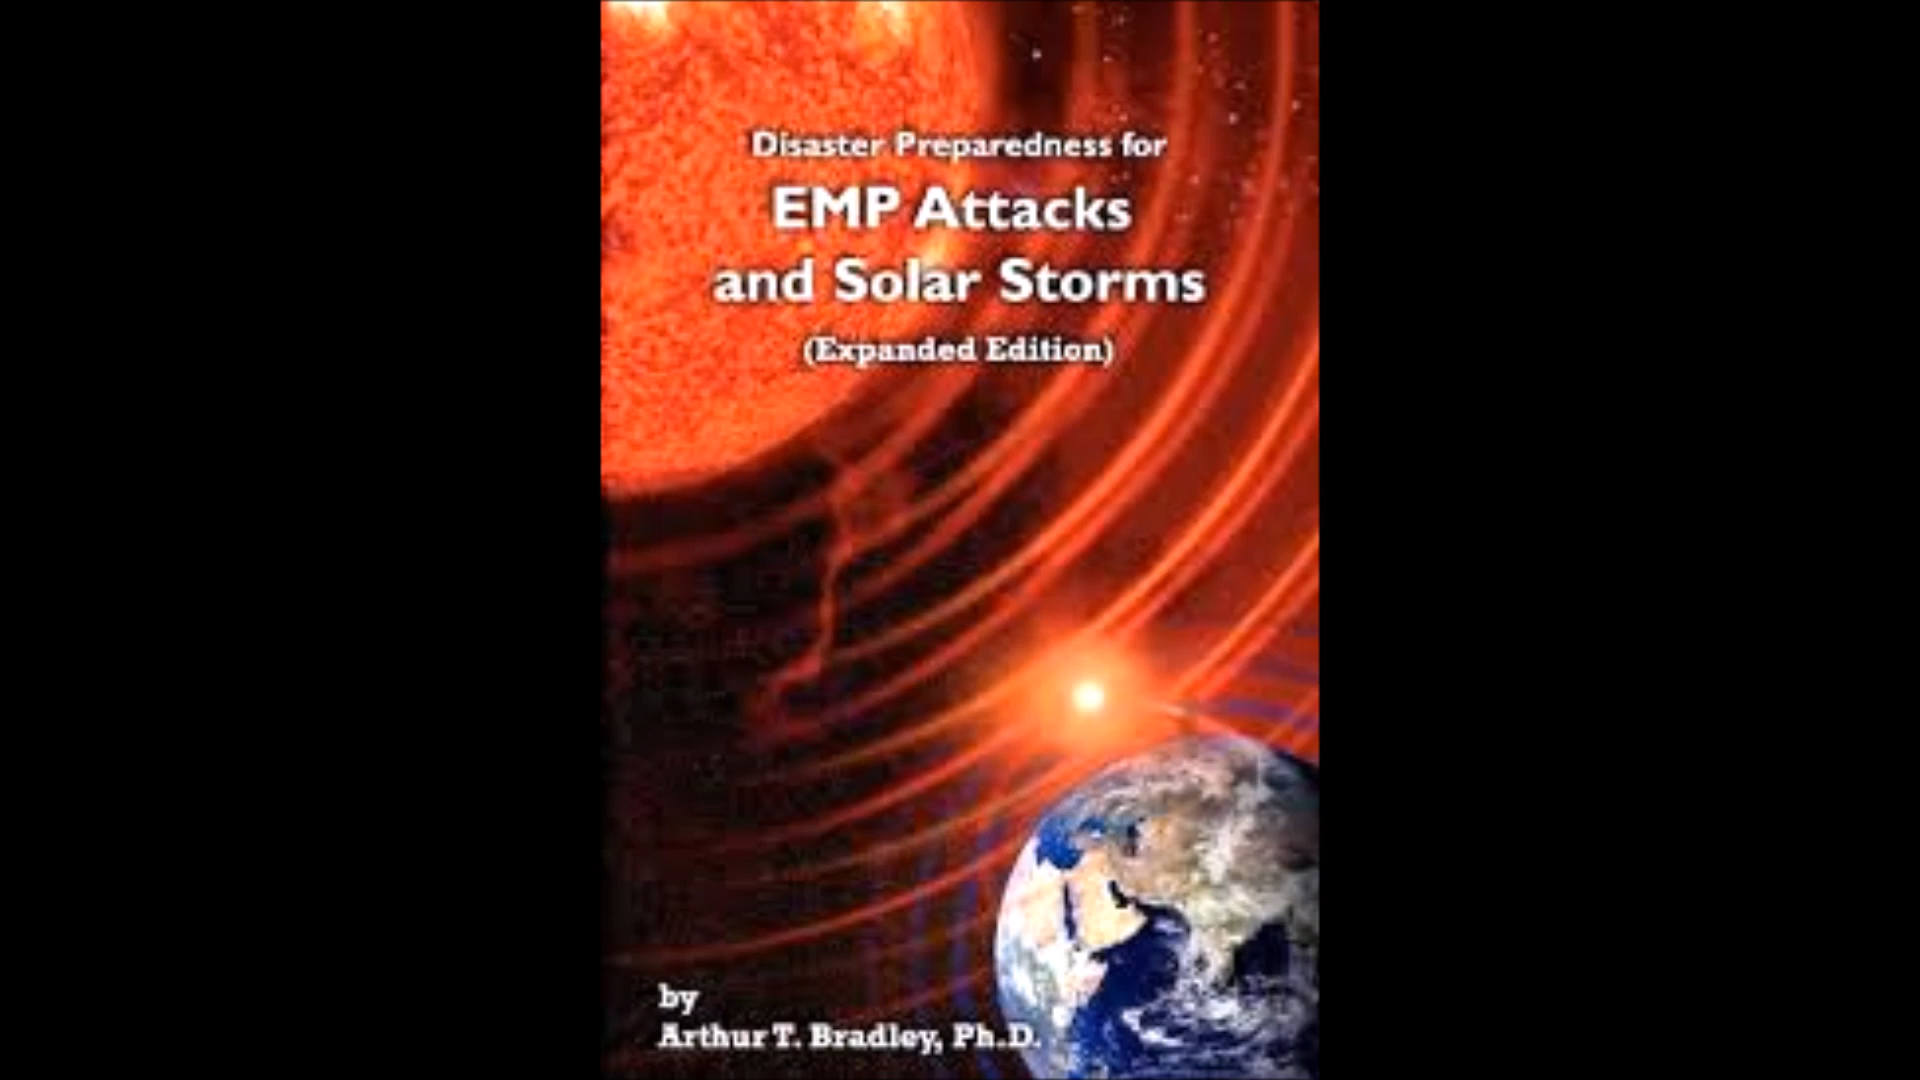 Disaster Preparedness for
EMP Attacks
and Solar Storms
(Expanded Edition)
by
Arthur T. Bradley, Ph.D.